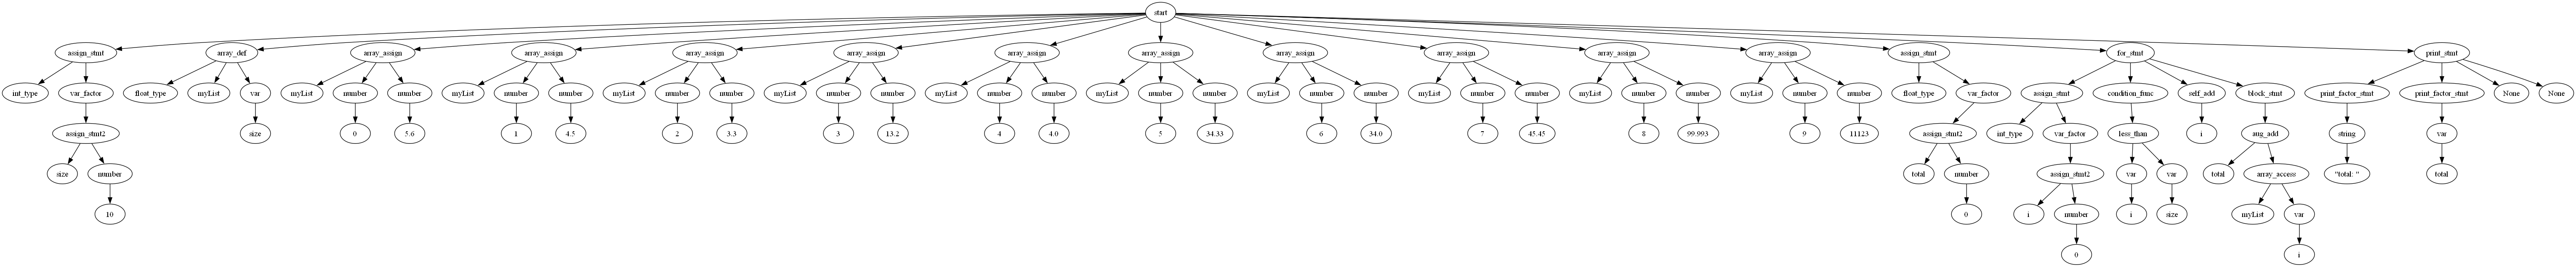 start
assign_stmt array_def array_assign array_assign array_assign array_assign array_assign array_assign array_assign array_assign array_assign array_assign assign_stmt for_stmt print_stmt
int_type var_factor float_type myList var myList number number myList number number myList number number myList number number myList number number myList number number myList number number myList number number myList number number myList number number float_type var_factor assign_stmt condition_func self_add block_stmt print_factor_stmt print_factor_stmt None None
assign_stmt2 size 0 5.6 1 4.5 2 3.3 3 13.2 4 4.0 5 34.33 6 34.0 7 45.45 8 99.993 9 11123 assign_stmt2 int_type var_factor less_than i aug_add string var
size number total number assign_stmt2 var var total array_access "total: " total
10 0 i number i size myList var
0 i